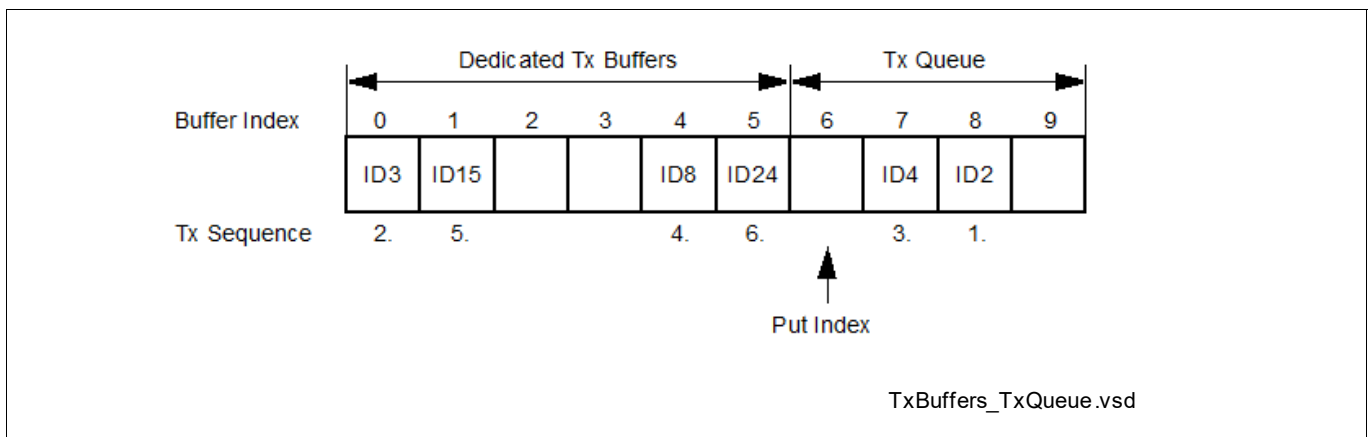 Dedicated Tx Buffers Tx Queue
Buffer Index 0 1 2 3 4 5 6 7 8 9
ID3 ID15 ID8 ID24 ID4 ID2
Tx Sequence 2. 5. 4. 6. 3. 1.
Put Index
TxBuffers_TxQueue.vsd